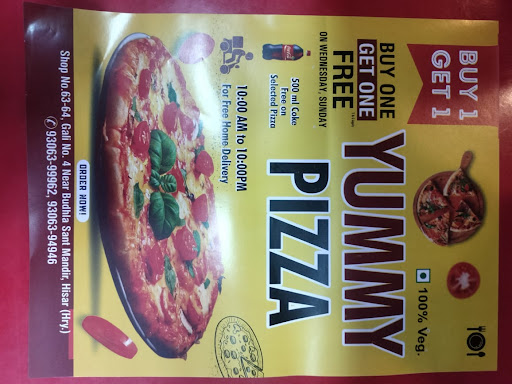 BUY 1
GET 1
BUY ONE
GET ONE
FREE
ON WEDNESDAY, SUNDAY
YUMMY
PIZZA
100% Veg.
500 ml Coke
Free on
Selected Pizza
10:00 AM to 10:00PM
For Free Home Delivery
ORDER NOW!
Shop No.63-64, Gali No. 4 Near Budhla Sant Mandir, Hisar (Hry.)
93063-99962, 93063-94946